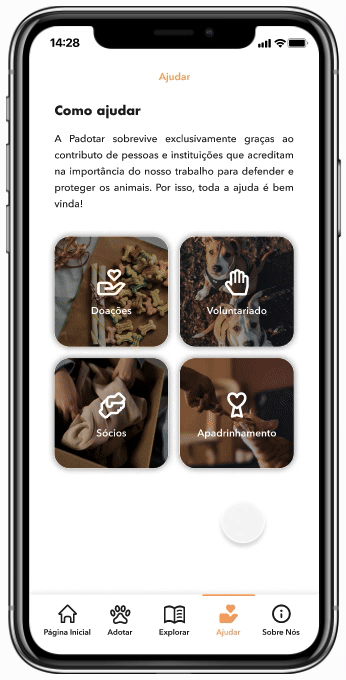 14:28
Ajudar
Como ajudar
A Padotar sobrevive exclusivamente graças ao
contributo de pessoas e instituições que acreditam
na importância do nosso trabalho para defender e
proteger os animais. Por isso, toda a ajuda é bem
vinda!
Doações
Voluntariado
Sócios
Apadrinhamento
Página Inicial
Adotar
Explorar
Ajudar
Sobre Nós